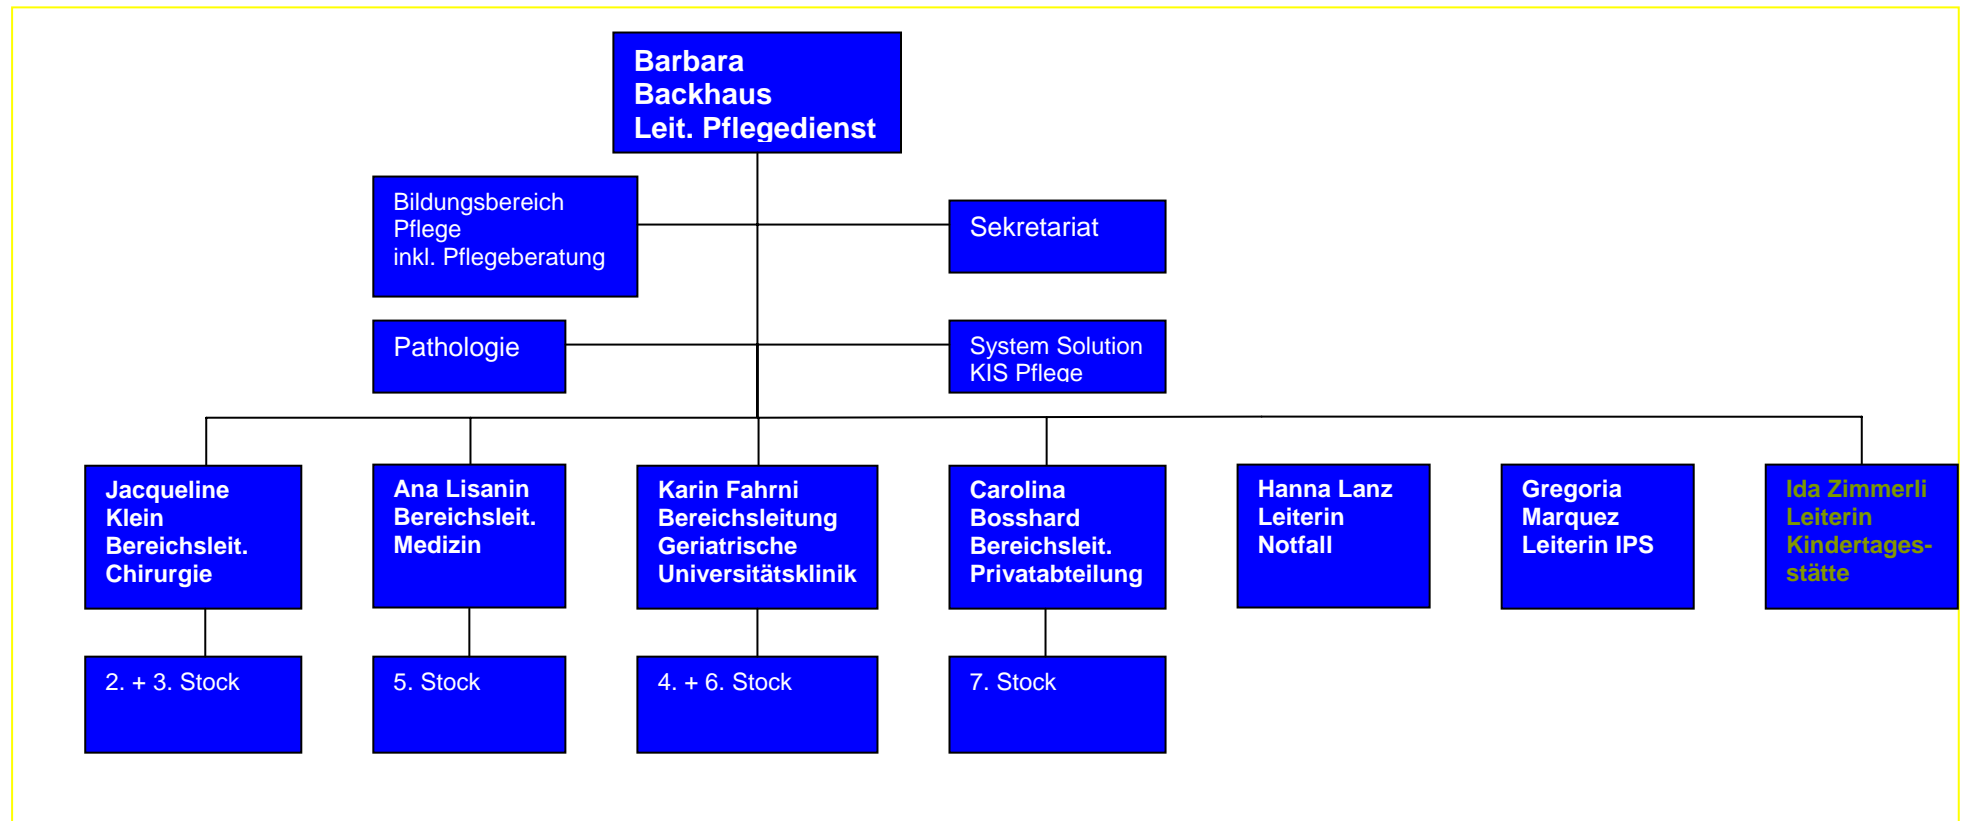 Barbara
Backhaus
Leit. Pflegedienst
Bildungsbereich
Pflege
inkl. Pflegeberatung
Sekretariat
Pathologie
System Solution
KIS Pflege
Jacqueline
Klein
Bereichsleit.
Chirurgie
Ana Lisanin
Bereichsleit.
Medizin
Karin Fahrni
Bereichsleitung
Geriatrische
Universitätsklinik
Carolina
Bosshard
Bereichsleit.
Privatabteilung
Hanna Lanz
Leiterin
Notfall
Gregoria
Marquez
Leiterin IPS
Ida Zimmerli
Leiterin
Kindertages-
stätte
2. + 3. Stock
5. Stock
4. + 6. Stock
7. Stock